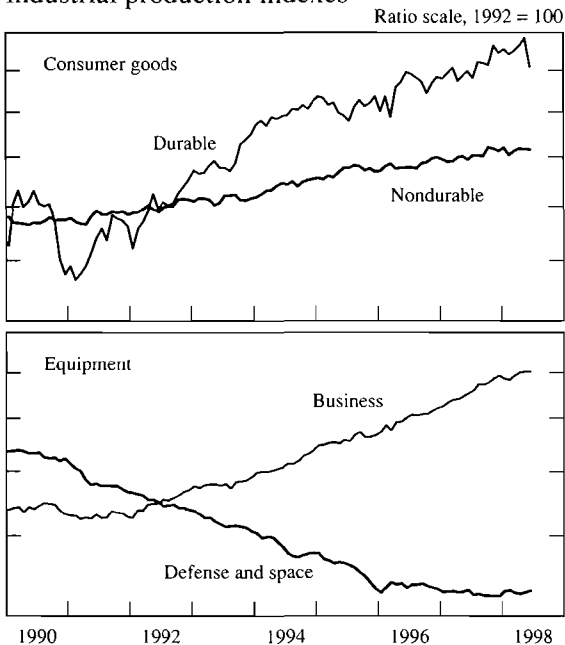 Industrial production indexes
Ratio scale, 1992 = 100
Consumer goods
Durable
Nondurable
Equipment
Business
Defense and space
1990 1992 1994 1996 1998